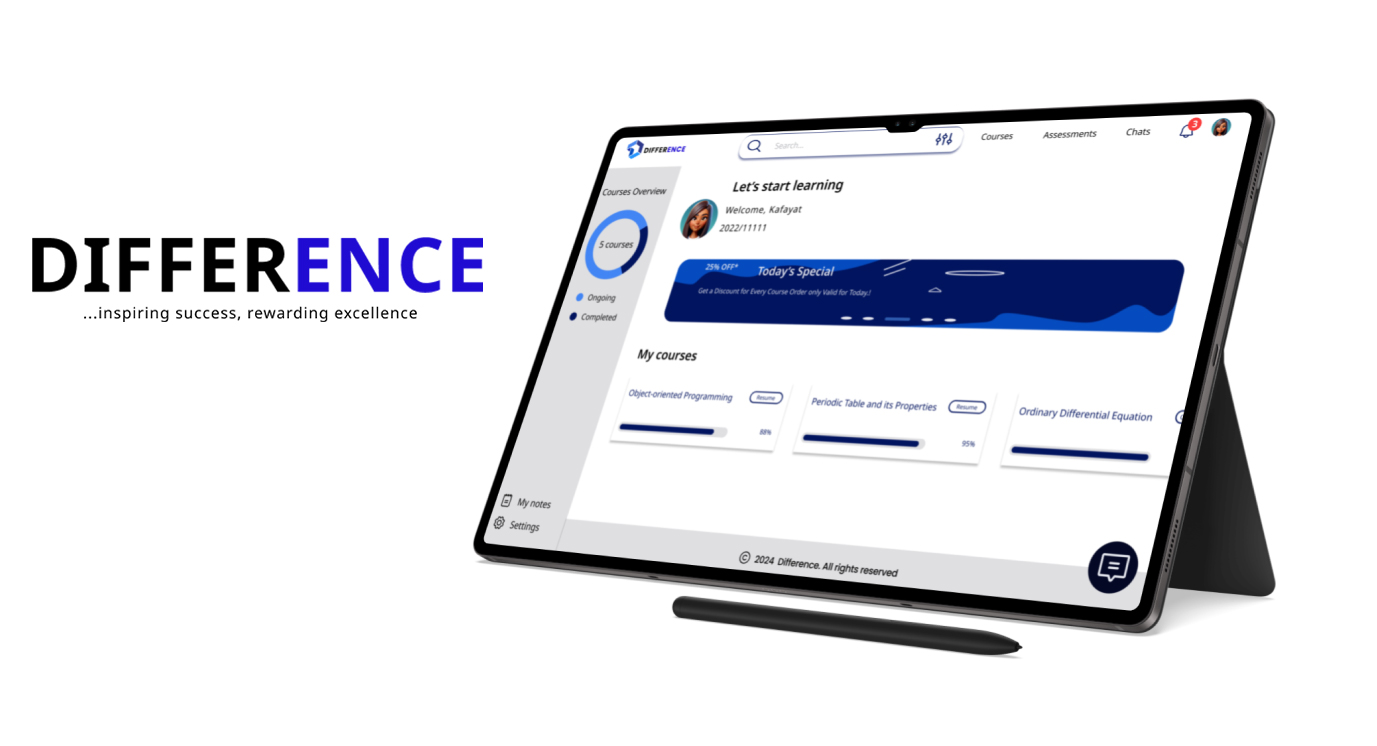 DIFFERENCE
...inspiring success, rewarding excellence
DIFFERENCE
Search...
Courses
Assessments
Chats
3
Courses Overview
5 courses
Ongoing
Completed
My notes
Settings
Let's start learning
Welcome, Kafayat
2022/11111
25% OFF*
Today's Special
Get a Discount for Every Course Order only Valid for Today.!
My courses
Object-oriented Programming
Resume
88%
Periodic Table and its Properties
Resume
95%
Ordinary Differential Equation
© 2024 Difference. All rights reserved